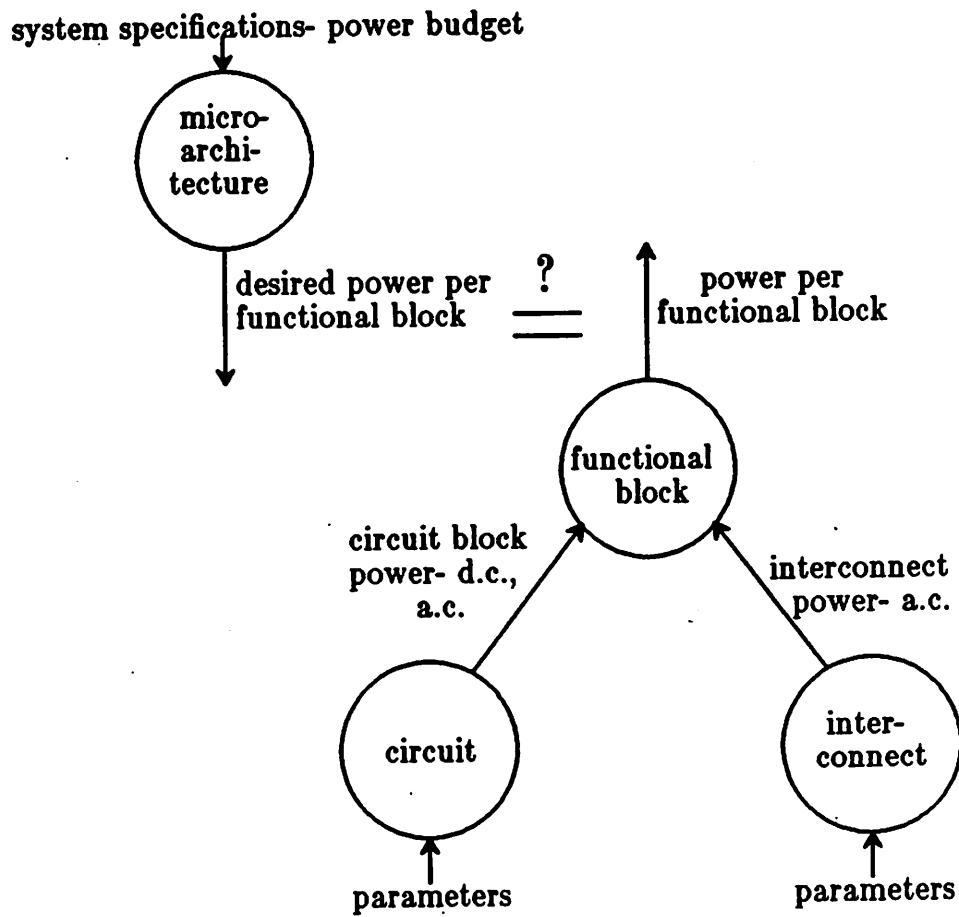 system specifications- power budget
micro-
archi-
tecture
desired power per
functional block
?
power per
functional block
functional
block
circuit block
power- d.c.,
a.c.
interconnect
power- a.c.
circuit
inter-
connect
parameters
parameters